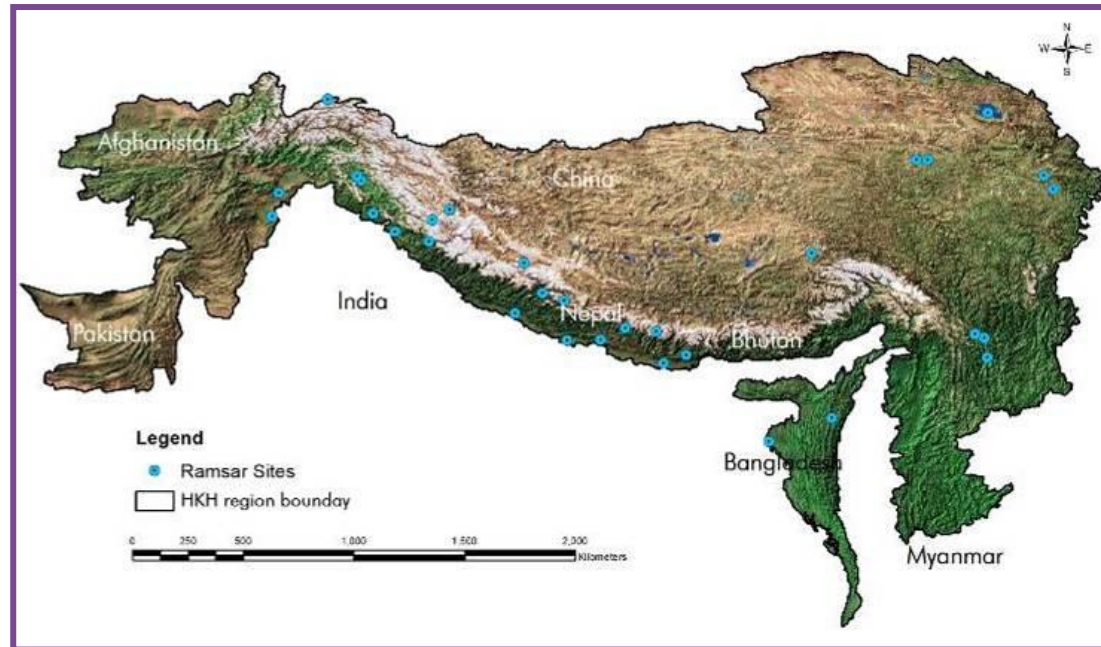 N
W E
S
Afghanistan
China
India
Nepal
Pakistan
Bhutan
Legend
Ramsar Sites
HKH region bounday
Bangladesh
0 250 500 1,000 1,500 2,000
Kilometers
Myanmar